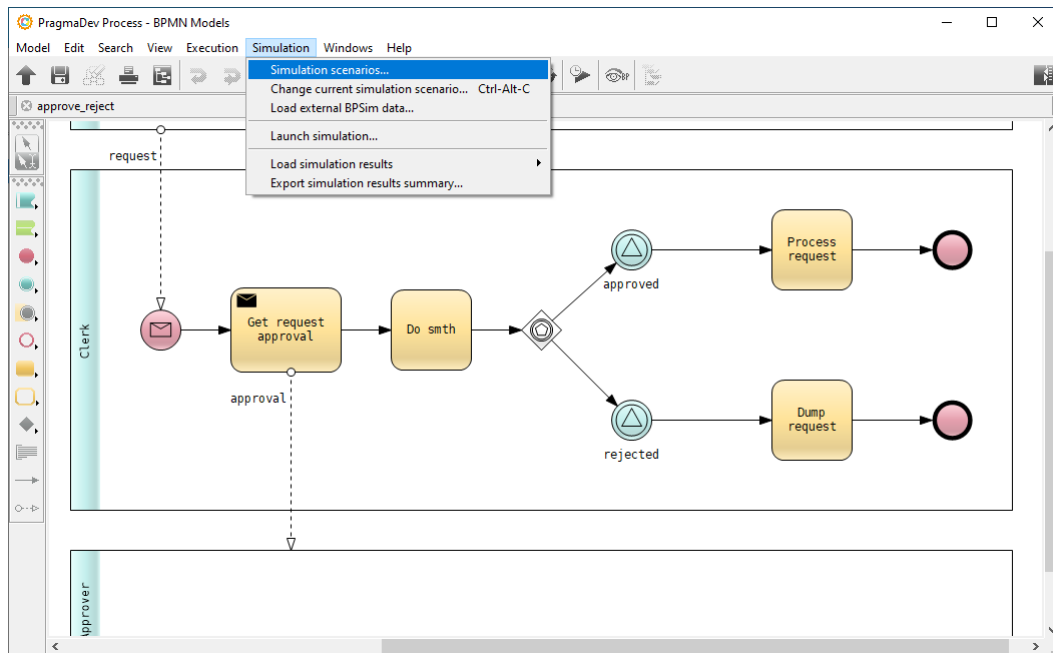 PragmaDev Process - BPMN Models
Model Edit Search View Execution Simulation Windows Help
Simulation scenarios...
Change current simulation scenario... Ctrl-Alt-C
Load external BPSim data...
Launch simulation...
Load simulation results
Export simulation results summary...
BP
approve_reject
request
Clerk
Get request
approval
Do smth
approved
Process
request
approval
rejected
Dump
request
Approver